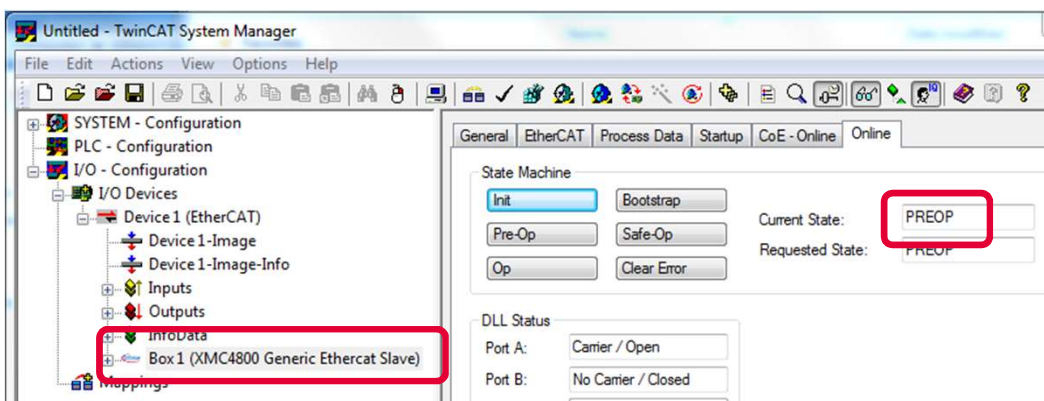 Untitled - TwinCAT System Manager
File Edit Actions View Options Help
SYSTEM - Configuration
PLC - Configuration
I/O - Configuration
I/O Devices
Device 1 (EtherCAT)
Device 1-Image
Device 1-Image-Info
Inputs
Outputs
InfoData
Box 1 (XMC4800 Generic Ethercat Slave)
Mappings
General EtherCAT Process Data Startup CoE - Online Online
State Machine
Init Bootstrap
Pre-Op Safe-Op
Op Clear Error
Current State: PREOP
Requested State: PREOP
DLL Status
Port A: Carrier / Open
Port B: No Carrier / Closed